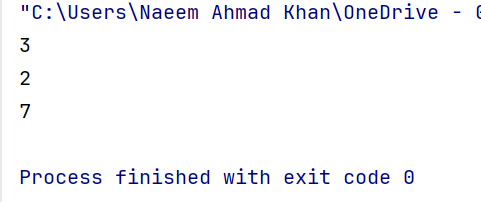 "C:\Users\Naeem Ahmad Khan\OneDrive -
3
2
7
Process finished with exit code 0